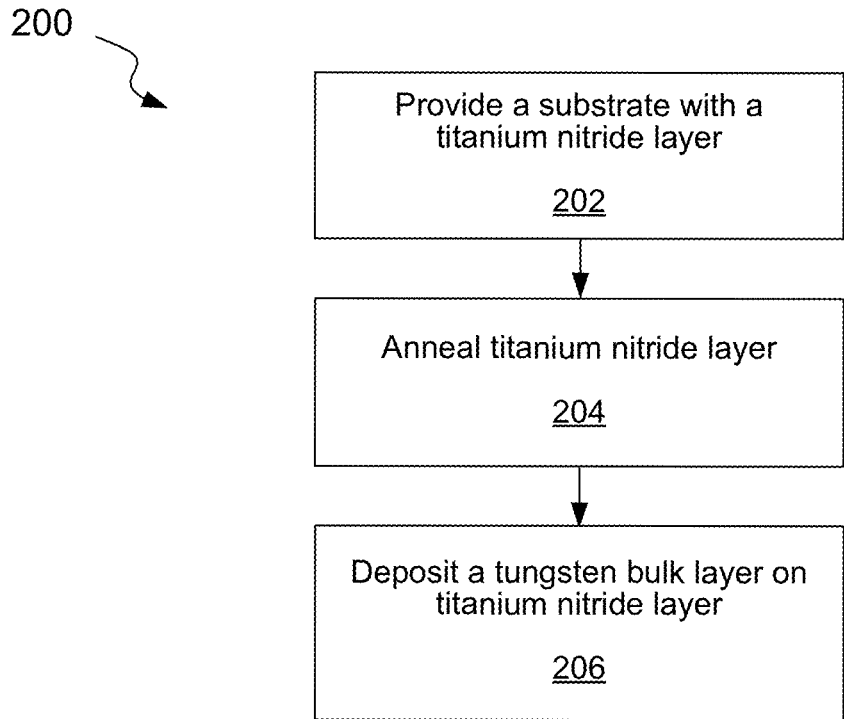 200
Provide a substrate with a
titanium nitride layer
202
Anneal titanium nitride layer
204
Deposit a tungsten bulk layer on
titanium nitride layer
206